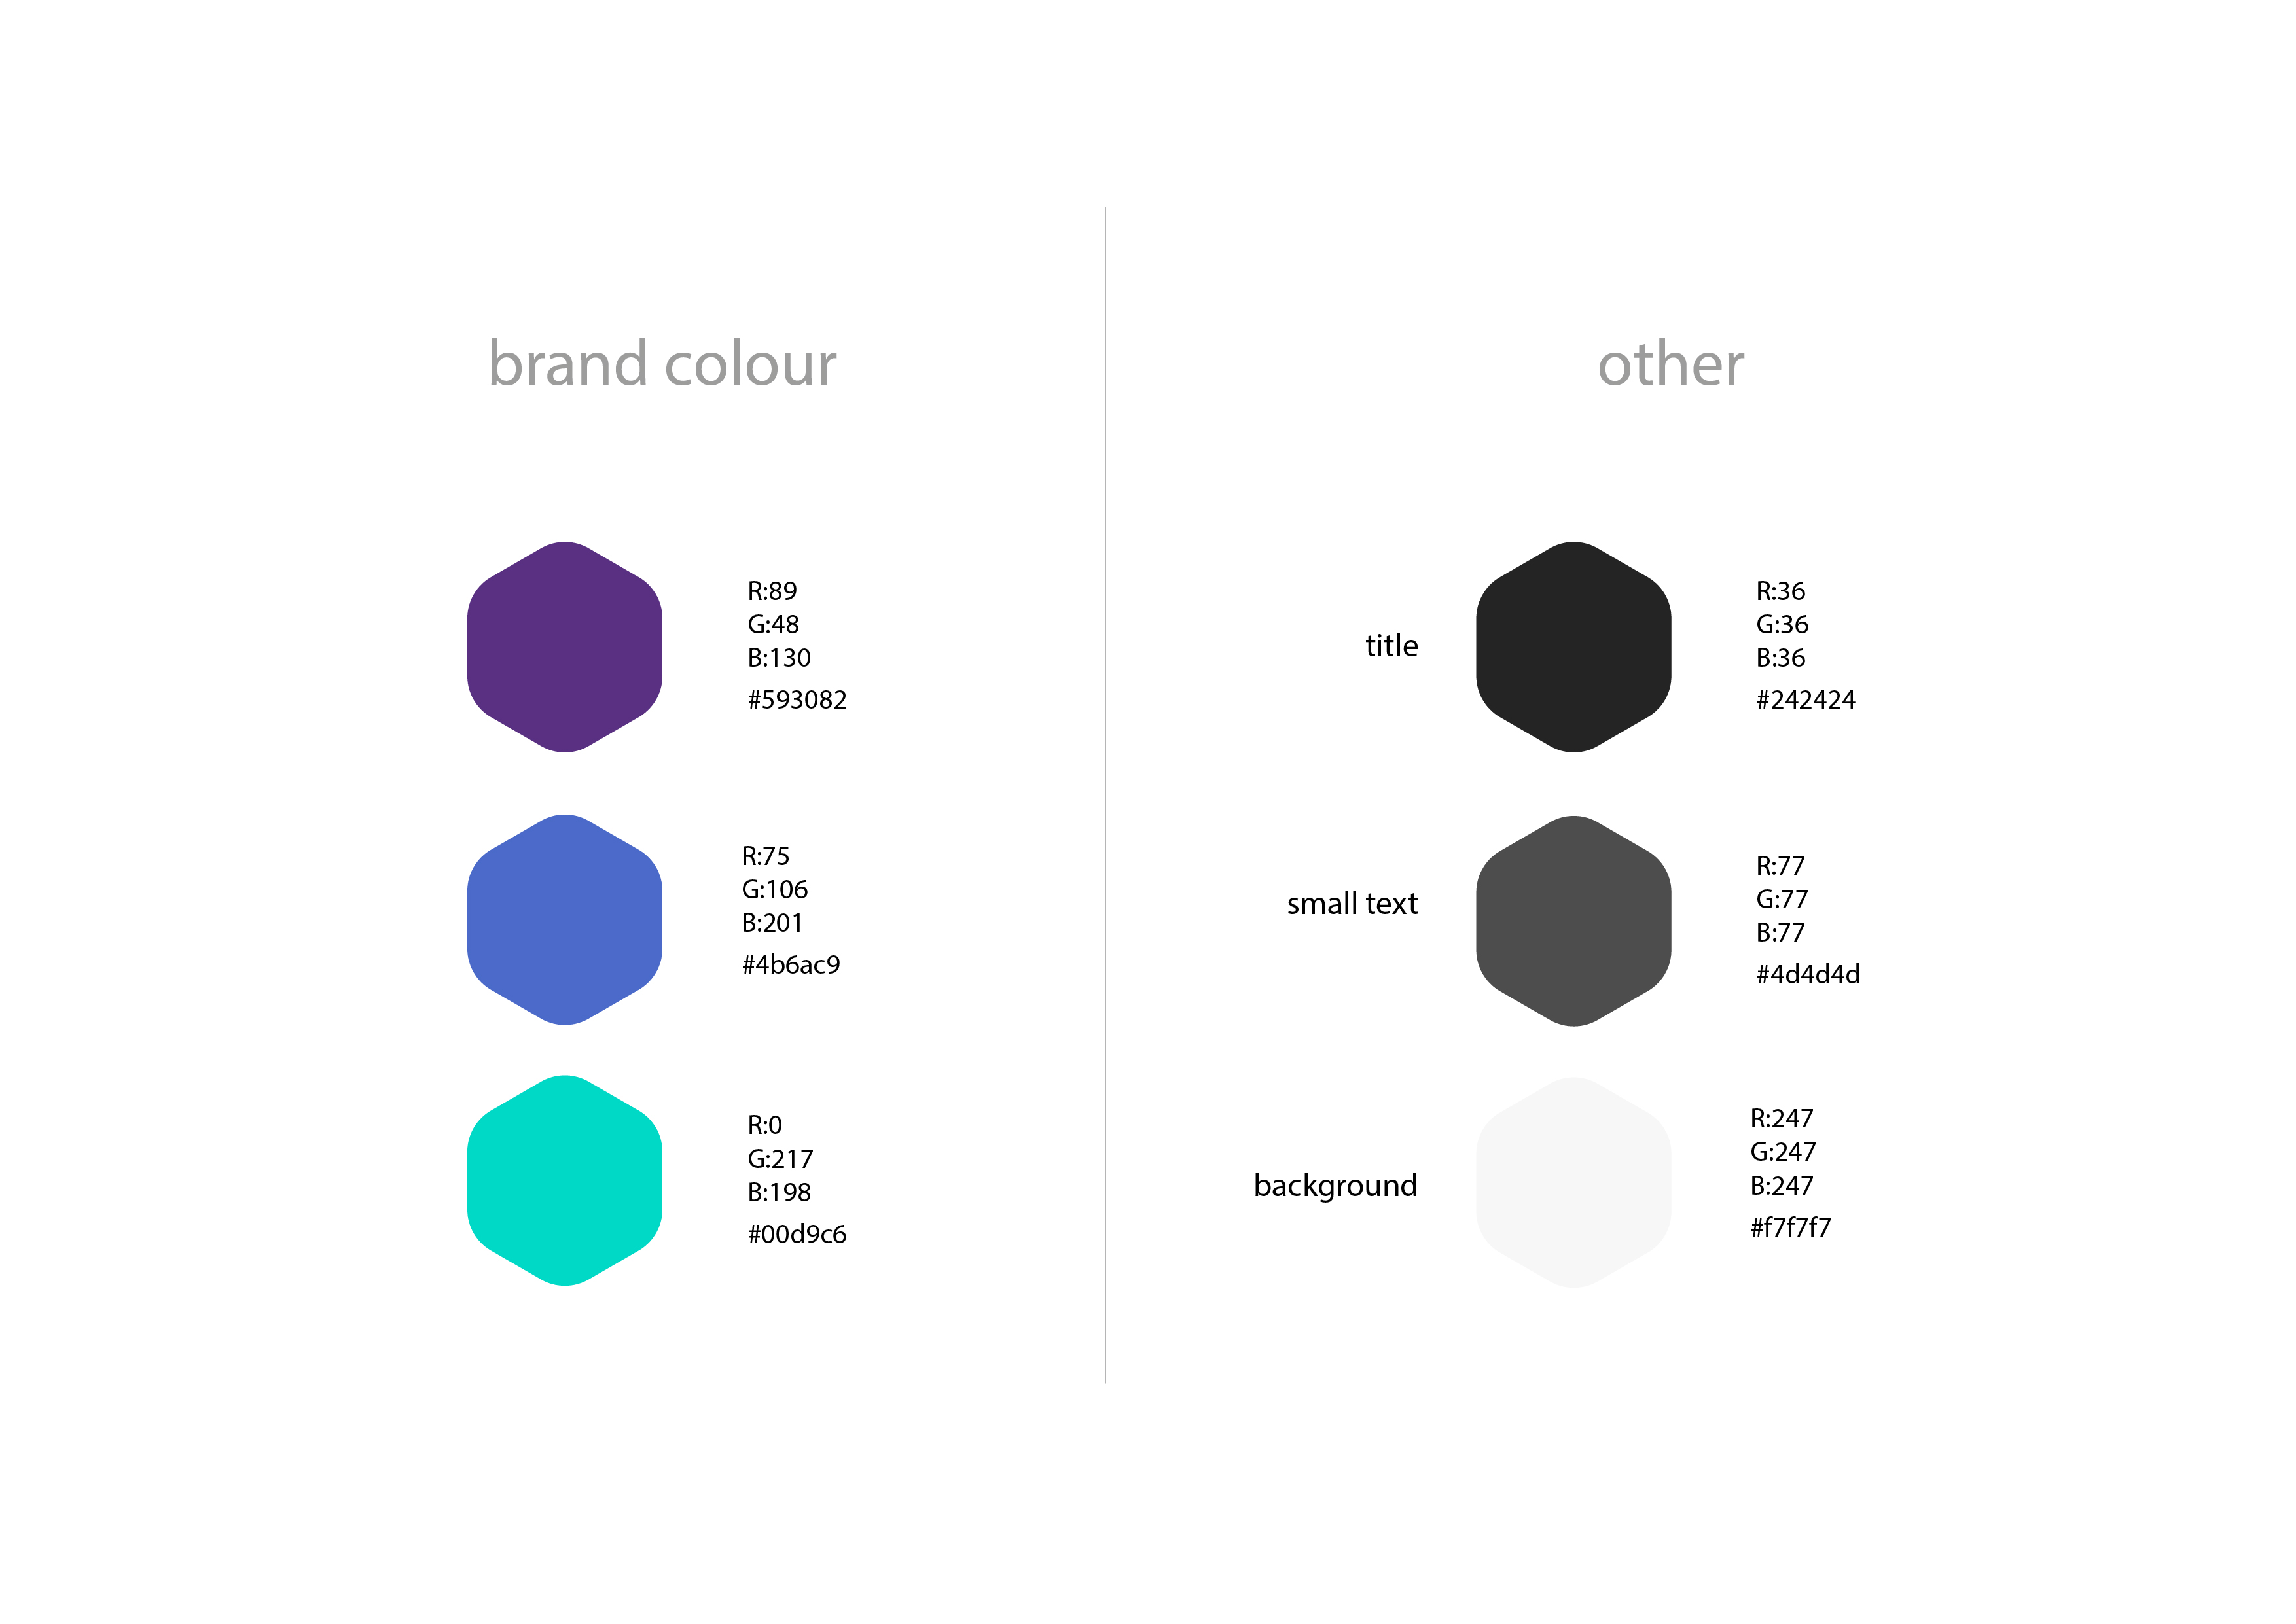 brand colour
R:89
G:48
B:130
#593082
R:75
G:106
B:201
#4b6ac9
R:0
G:217
B:198
#00d9c6
other
title
R:36
G:36
B:36
#242424
small text
R:77
G:77
B:77
#4d4d4d
background
R:247
G:247
B:247
#f7f7f7